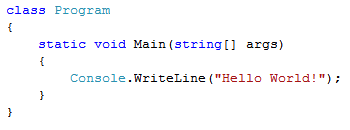 class Program
{
    static void Main(string[] args)
    {
        Console.WriteLine("Hello World!");
    }
}